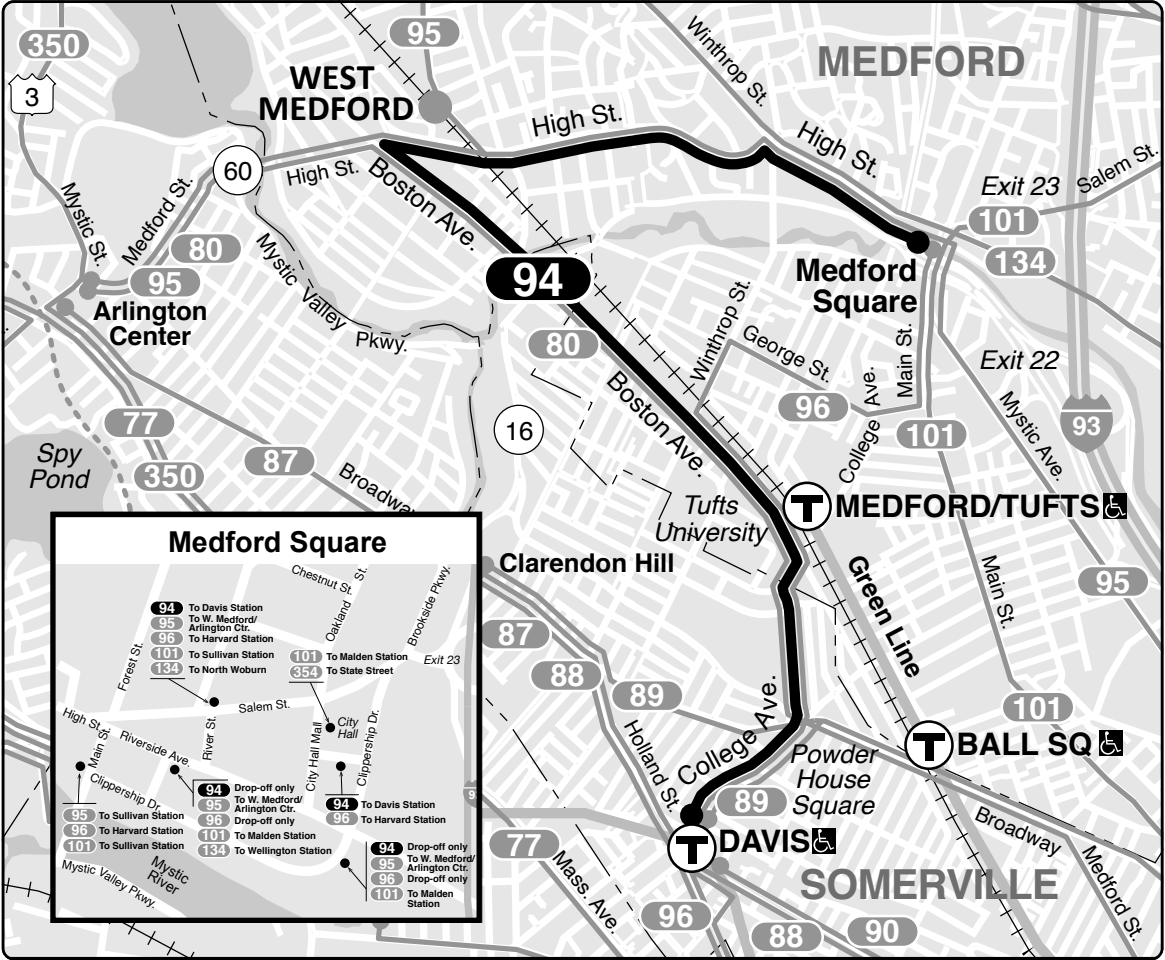 350
95
WEST
MEDFORD
MEDFORD
Winthrop St.
3
High St.
High St.
60
High St.
Boston Ave.
Exit 23
Salem St.
Mystic St.
Medford St.
101
80
134
95
Mystic Valley Pkwy.
94
Medford
Square
Arlington
Center
Winthrop St.
80
George St.
Main St.
Exit 22
Boston Ave.
96
College Ave.
77
16
101
93
Mystic Ave.
Spy
Pond
87
350
Broadway
Tufts
University
MEDFORD/TUFTS
Clarendon Hill
Green Line
Main St.
95
87
88
89
101
College Ave.
Holland St.
Powder
House
Square
BALL SQ
89
Broadway
77
DAVIS
Mass. Ave.
SOMERVILLE
Medford St.
96
88
90
Medford Square
Chestnut St.
Oakland St.
Brookside Pkwy.
94 To Davis Station
95 To W. Medford/
Arlington Ctr.
96 To Harvard Station
101 To Sullivan Station
134 To North Woburn
101 To Malden Station
354 To State Street
Exit 23
Forest St.
Salem St.
High St.
Main St.
Riverside Ave.
River St.
City Hall Mall
City
Hall
Clippership Dr.
Clippership Dr.
94 Drop-off only
95 To W. Medford/
Arlington Ctr.
96 Drop-off only
101 To Malden Station
134 To Wellington Station
94 To Davis Station
96 To Harvard Station
95 To Sullivan Station
96 To Harvard Station
101 To Sullivan Station
94 Drop-off only
95 To W. Medford/
Arlington Ctr.
96 Drop-off only
101 To Malden
Station
Mystic
River
Mystic Valley Pkwy.
9
T
T
T